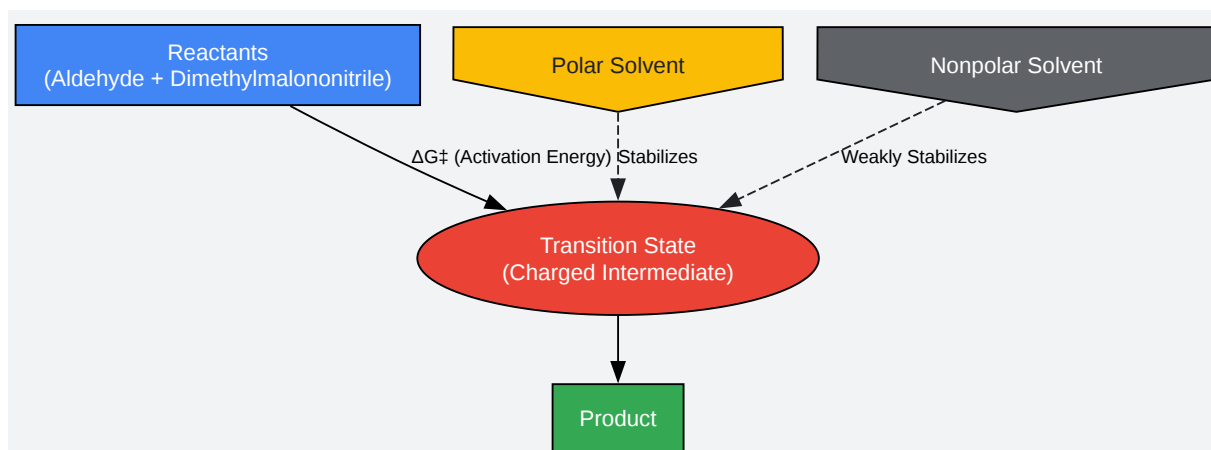 Reactants
(Aldehyde + Dimethylmalononitrile)
Polar Solvent
Nonpolar Solvent
ΔG‡ (Activation Energy)
Stabilizes
Weakly Stabilizes
Transition State
(Charged Intermediate)
Product